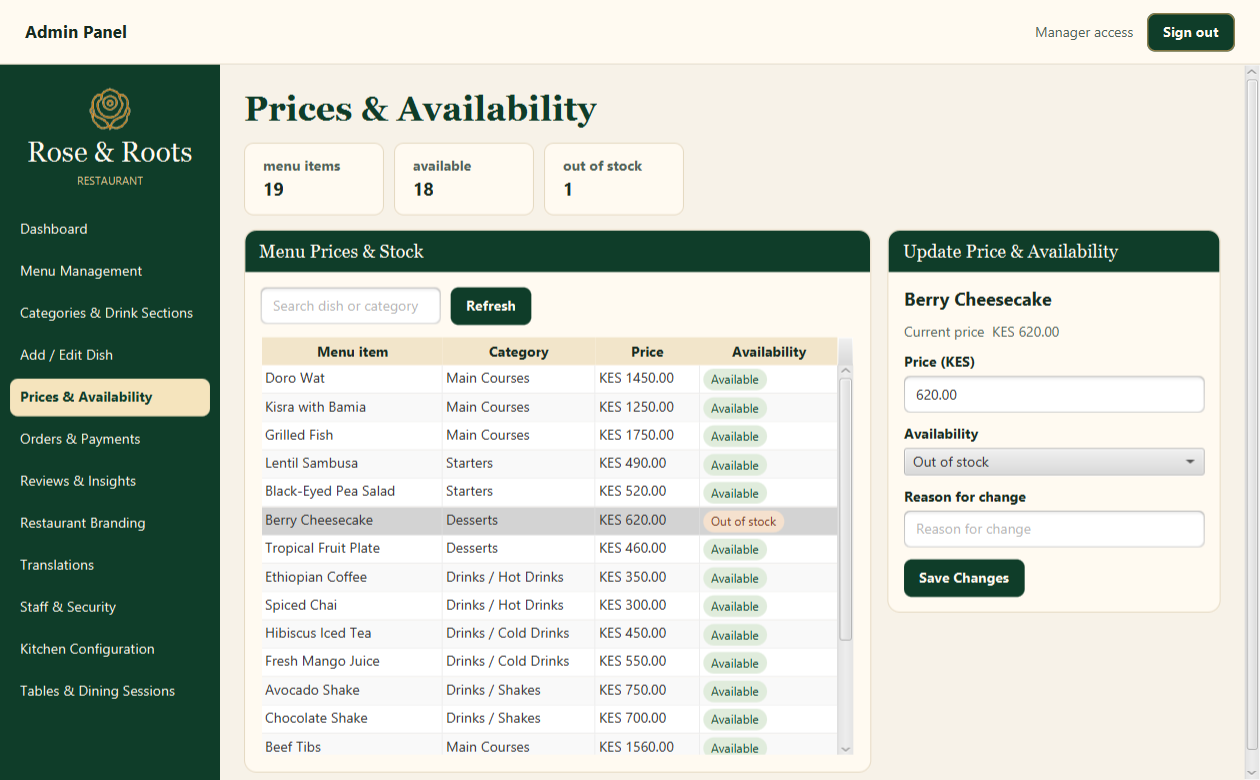 Admin Panel
Manager access
Sign out
Rose & Roots
RESTAURANT
Dashboard
Menu Management
Categories & Drink Sections
Add / Edit Dish
Prices & Availability
Orders & Payments
Reviews & Insights
Restaurant Branding
Translations
Staff & Security
Kitchen Configuration
Tables & Dining Sessions
Prices & Availability
menu items
19
available
18
out of stock
1
Menu Prices & Stock
Search dish or category
Refresh
Menu item Category Price Availability
Doro Wat Main Courses KES 1450.00 Available
Kisra with Bamia Main Courses KES 1250.00 Available
Grilled Fish Main Courses KES 1750.00 Available
Lentil Sambusa Starters KES 490.00 Available
Black-Eyed Pea Salad Starters KES 520.00 Available
Berry Cheesecake Desserts KES 620.00 Out of stock
Tropical Fruit Plate Desserts KES 460.00 Available
Ethiopian Coffee Drinks / Hot Drinks KES 350.00 Available
Spiced Chai Drinks / Hot Drinks KES 300.00 Available
Hibiscus Iced Tea Drinks / Cold Drinks KES 450.00 Available
Fresh Mango Juice Drinks / Cold Drinks KES 550.00 Available
Avocado Shake Drinks / Shakes KES 750.00 Available
Chocolate Shake Drinks / Shakes KES 700.00 Available
Beef Tibs Main Courses KES 1560.00 Available
Update Price & Availability
Berry Cheesecake
Current price KES 620.00
Price (KES)
620.00
Availability
Out of stock
Reason for change
Reason for change
Save Changes